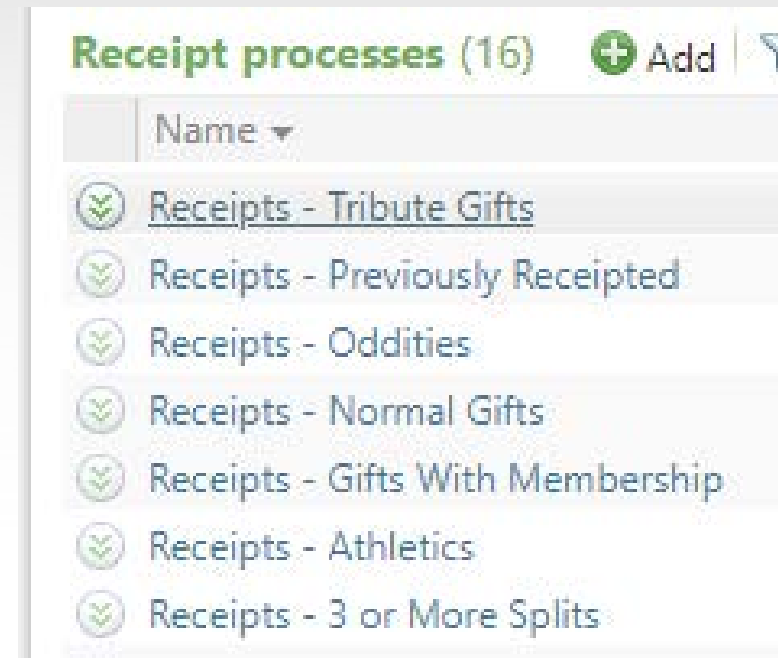 Receipt processes (16) Add
Name
Receipts - Tribute Gifts
Receipts - Previously Receipted
Receipts - Oddities
Receipts - Normal Gifts
Receipts - Gifts With Membership
Receipts - Athletics
Receipts - 3 or More Splits